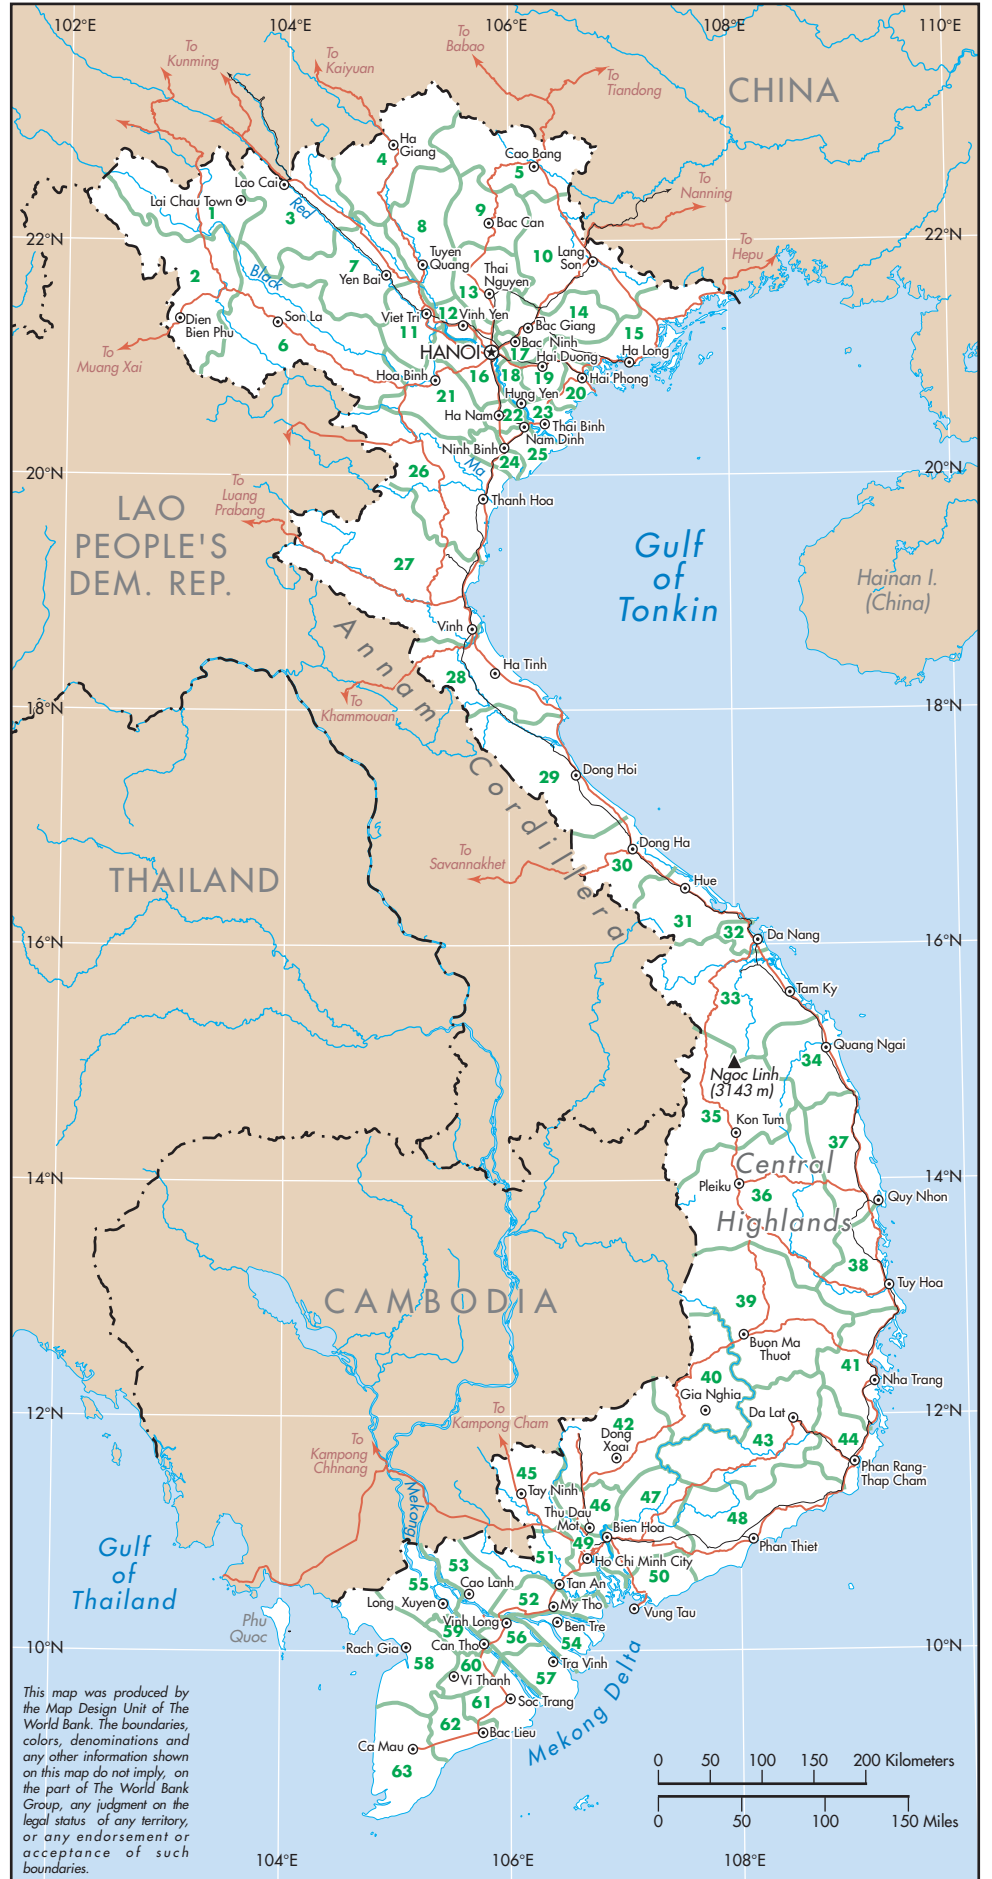 102°E
104°E
106°E
108°E
110°E
To
Kunming
To
Kaiyuan
To
Babao
To
Tiandong
CHINA
Ha
Giang
4
Cao Bang
5
To
Nanning
Lao Cai
Lai Chau Town
1
3
Red
8
9
Bac Can
22°N
22°N
10
Lang
Son
To
Hepu
2
Black
7
Yen Bai
Tuyen
Quang
Thai
Nguyen
13
Dien
Bien Phu
Son La
6
Viet Tri
11
12
Vinh Yen
14
15
Bac Giang
Bac Ninh
To
Muang Xai
HANOI
17
Hai Duong
Ha Long
Hoa Binh
16
18
19
Hai Phong
20
21
Hung Yen
Ha Nam
22
23
Thai Binh
Nam Dinh
Ninh Binh
24
25
20°N
20°N
26
Ma
To
Luang
Prabang
Thanh Hoa
LAO
PEOPLE'S
DEM. REP.
27
Gulf
of
Tonkin
Hainan I.
(China)
Vinh
Annam Cordillera
Ha Tinh
28
To
Khammouan
18°N
18°N
29
Dong Hoi
Dong Ha
To
Savannakhet
30
Hue
THAILAND
31
32
Da Nang
16°N
16°N
33
Tam Ky
Quang Ngai
34
Ngoc Linh
(3143 m)
35
Kon Tum
37
Central
Highlands
14°N
14°N
Pleiku
36
Quy Nhon
38
Tuy Hoa
CAMBODIA
39
Buon Ma
Thuot
41
40
Nha Trang
Gia Nghia
12°N
12°N
To
Kampong Cham
42
Dong
Xoai
Da Lat
43
44
To
Kampong
Chhnang
Phan Rang-
Thap Cham
45
Tay Ninh
46
47
48
Mekong
Thu Dau
Mot
Bien Hoa
Phan Thiet
49
51
Ho Chi Minh City
50
Gulf
of
Thailand
53
55
Cao Lanh
Tan An
Long Xuyen
52
My Tho
Vung Tau
Phu
Quoc
Vinh Long
Ben Tre
59
56
54
10°N
10°N
Rach Gia
Can Tho
58
60
Tra Vinh
57
Vi Thanh
61
Soc Trang
Mekong Delta
62
Bac Lieu
Ca Mau
63
This map was produced by
the Map Design Unit of The
World Bank. The boundaries,
colors, denominations and
any other information shown
on this map do not imply, on
the part of The World Bank
Group, any judgment on the
legal status of any territory,
or any endorsement or
acceptance of such
boundaries.
0 50 100 150 200 Kilometers
0 50 100 150 Miles
104°E
106°E
108°E